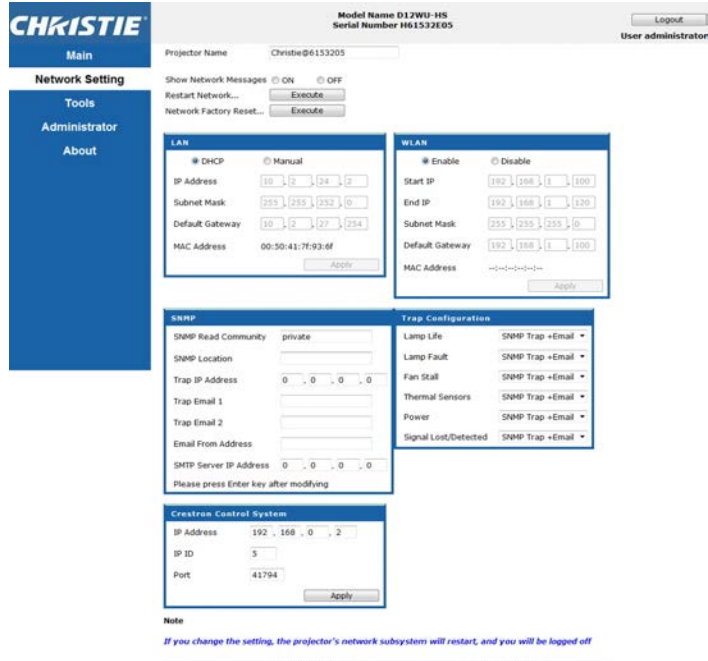 CHRISTIE
Model Name D12WU-HS
Serial Number H61532E05
Logout
User administrator
Main
Network Setting
Tools
Administrator
About
Projector Name Christie@6153205
Show Network Messages ON OFF
Restart Network... Execute
Network Factory Reset... Execute
LAN
DHCP Manual
IP Address 10 . 2 . 24 . 2
Subnet Mask 255 . 255 . 252 . 0
Default Gateway 10 . 2 . 27 . 254
MAC Address 00:50:41:7f:93:6f
Apply
WLAN
Enable Disable
Start IP 192 . 168 . 1 . 100
End IP 192 . 168 . 1 . 120
Subnet Mask 255 . 255 . 255 . 0
Default Gateway 192 . 168 . 1 . 100
MAC Address --:--:--:--:--:--
Apply
SNMP
SNMP Read Community private
SNMP Location
Trap IP Address 0 . 0 . 0 . 0
Trap Email 1
Trap Email 2
Email From Address
SMTP Server IP Address 0 . 0 . 0 . 0
Please press Enter key after modifying
Trap Configuration
Lamp Life SNMP Trap +Email
Lamp Fault SNMP Trap +Email
Fan Stall SNMP Trap +Email
Thermal Sensors SNMP Trap +Email
Power SNMP Trap +Email
Signal Lost/Detected SNMP Trap +Email
Crestron Control System
IP Address 192 . 168 . 0 . 2
IP ID 5
Port 41794
Apply
Note
If you change the setting, the projector's network subsystem will restart, and you will be logged off